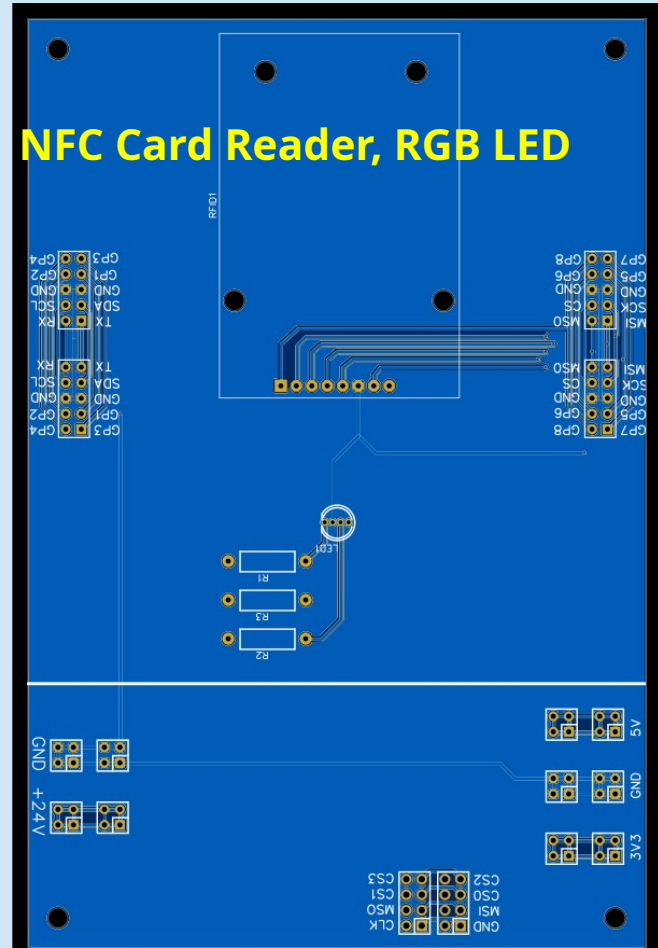 NFC Card Reader, RGB LED
RFID1
GP4 GP3 GP8 GP7
GP2 GP1 GP6 GP5
GND GND GND GND
SCL SDA CS SCK
RX TX MSO MSI
RX TX MSO MSI
SCL SDA CS SCK
GND GND GND GND
GP2 GP1 GP6 GP5
GP4 GP3 GP8 GP7
LED1
R1
R3
R2
5V
GND GND
+24V
3V3
CS3 CS2
CS1 CS0
MSO MSI
CLK GND